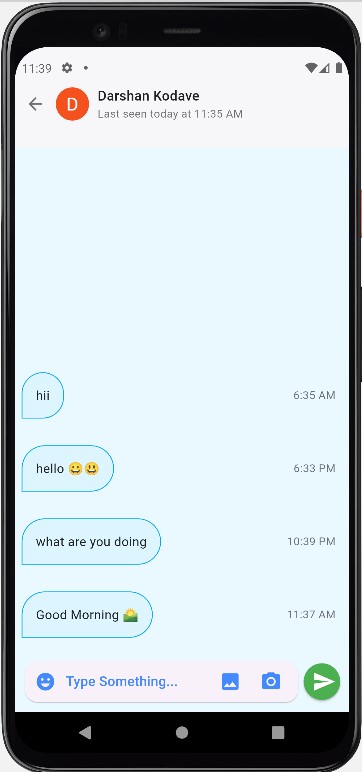 11:39
D
Darshan Kodave
Last seen today at 11:35 AM
hii 6:35 AM
hello 😀😃 6:33 PM
what are you doing 10:39 PM
Good Morning 🌄 11:37 AM
Type Something...